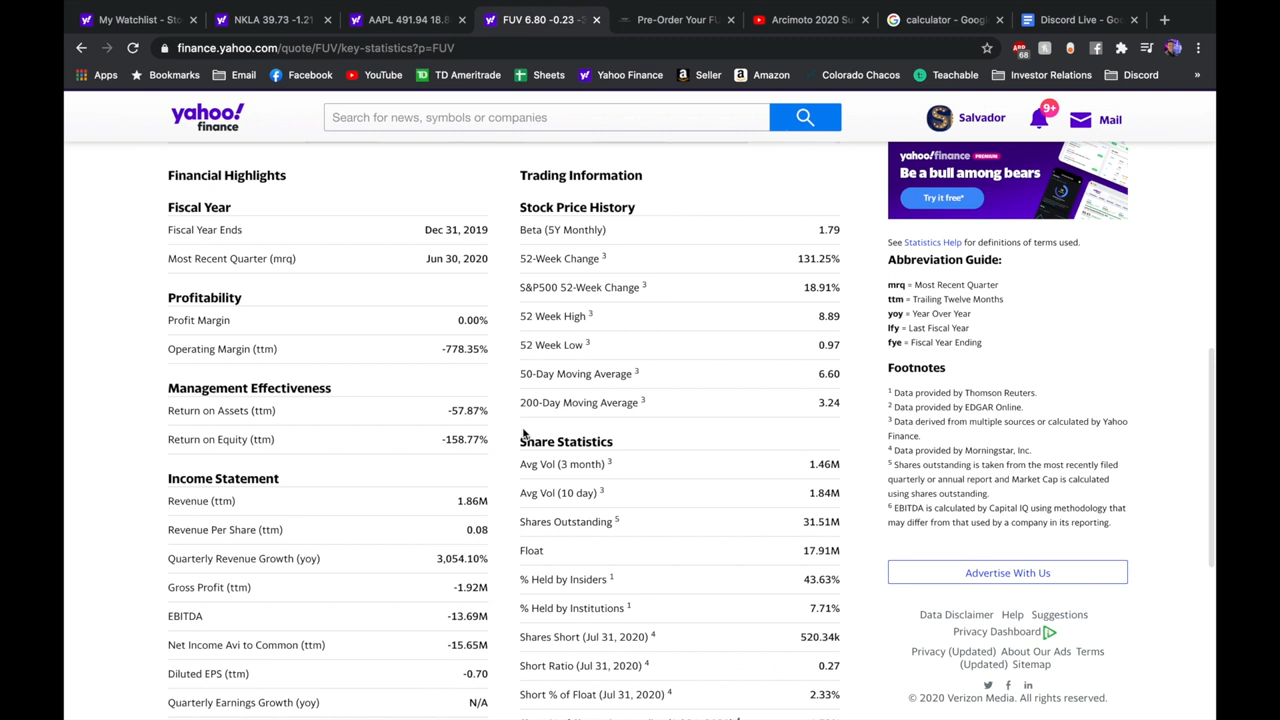 My Watchlist - Sto
NKLA 39.73 -1.21
AAPL 491.94 18.8
FUV 6.80 -0.23 -3
Pre-Order Your FU
Arcimoto 2020 Su
calculator - Google
Discord Live - Goo
finance.yahoo.com/quote/FUV/key-statistics?p=FUV
68
Apps
Bookmarks
Email
Facebook
YouTube
TD Ameritrade
Sheets
Yahoo Finance
Seller
Amazon
Colorado Chacos
Teachable
Investor Relations
Discord
»
yahoo!
finance
Search for news, symbols or companies
Salvador
9+
Mail
Financial Highlights
Fiscal Year
Fiscal Year Ends Dec 31, 2019
Most Recent Quarter (mrq) Jun 30, 2020
Profitability
Profit Margin 0.00%
Operating Margin (ttm) -778.35%
Management Effectiveness
Return on Assets (ttm) -57.87%
Return on Equity (ttm) -158.77%
Income Statement
Revenue (ttm) 1.86M
Revenue Per Share (ttm) 0.08
Quarterly Revenue Growth (yoy) 3,054.10%
Gross Profit (ttm) -1.92M
EBITDA -13.69M
Net Income Avi to Common (ttm) -15.65M
Diluted EPS (ttm) -0.70
Quarterly Earnings Growth (yoy) N/A
Trading Information
Stock Price History
Beta (5Y Monthly) 1.79
52-Week Change 3 131.25%
S&P500 52-Week Change 3 18.91%
52 Week High 3 8.89
52 Week Low 3 0.97
50-Day Moving Average 3 6.60
200-Day Moving Average 3 3.24
Share Statistics
Avg Vol (3 month) 3 1.46M
Avg Vol (10 day) 3 1.84M
Shares Outstanding 5 31.51M
Float 17.91M
% Held by Insiders 1 43.63%
% Held by Institutions 1 7.71%
Shares Short (Jul 31, 2020) 4 520.34k
Short Ratio (Jul 31, 2020) 4 0.27
Short % of Float (Jul 31, 2020) 4 2.33%
yahoo!finance PREMIUM
Be a bull among bears
Try it free*
See Statistics Help for definitions of terms used.
Abbreviation Guide:
mrq = Most Recent Quarter
ttm = Trailing Twelve Months
yoy = Year Over Year
lfy = Last Fiscal Year
fye = Fiscal Year Ending
Footnotes
1 Data provided by Thomson Reuters.
2 Data provided by EDGAR Online.
3 Data derived from multiple sources or calculated by Yahoo
Finance.
4 Data provided by Morningstar, Inc.
5 Shares outstanding is taken from the most recently filed
quarterly or annual report and Market Cap is calculated
using shares outstanding.
6 EBITDA is calculated by Capital IQ using methodology that
may differ from that used by a company in its reporting.
Advertise With Us
Data Disclaimer Help Suggestions
Privacy Dashboard
Privacy (Updated) About Our Ads Terms
(Updated) Sitemap
© 2020 Verizon Media. All rights reserved.